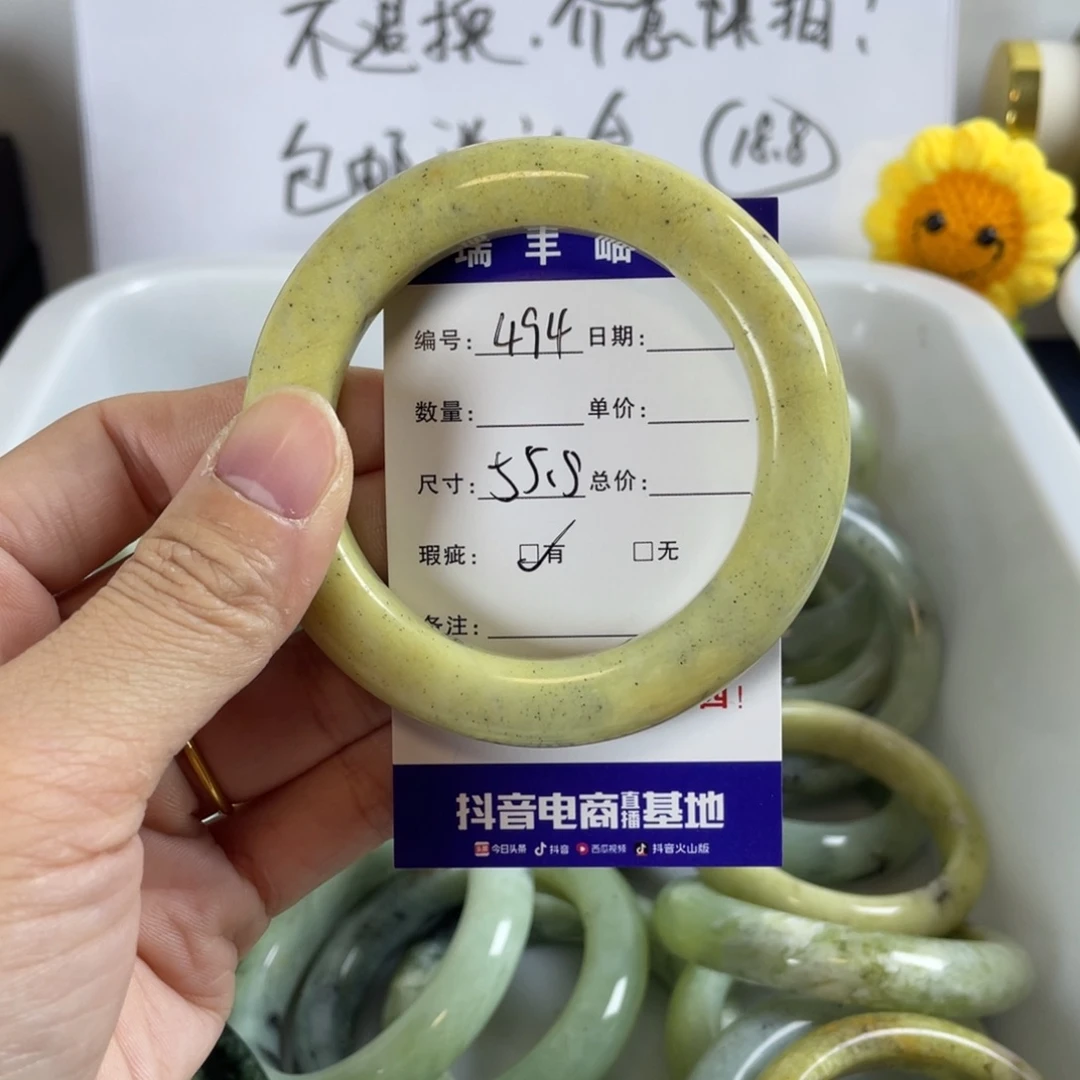 不退换.介意慎拍!
包邮
(18.8)
瑞丰
编号: 494 日期:
数量: 单价:
尺寸: 55.5 总价:
瑕疵: ☑有 □无
备注:
!
抖音电商直播基地
今日头条 抖音 西瓜视频 抖音火山版